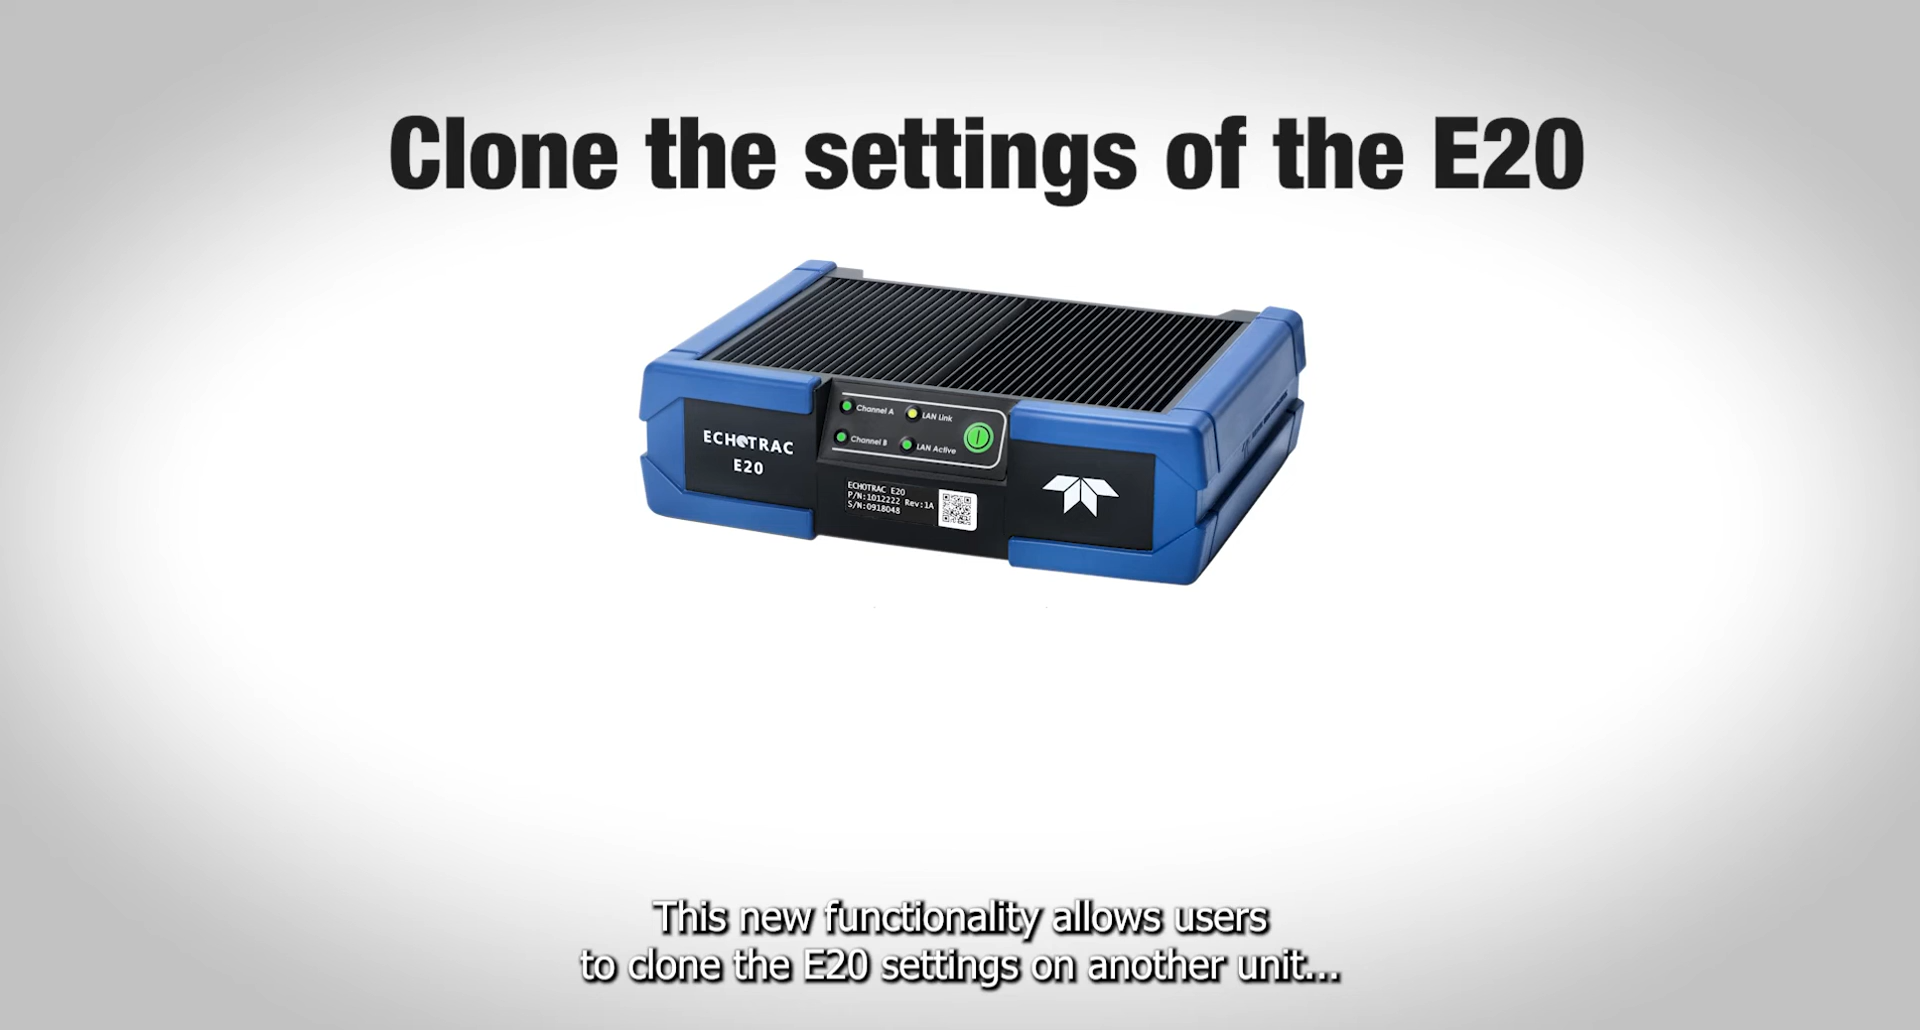 Clone the settings of the E20
Channel A
LAN Link
Channel B
LAN Active
ECHOTRAC
E20
ECHOTRAC E20
P/N:1012222 Rev:1A
S/N:0918048
This new functionality allows users
to clone the E20 settings on another unit...